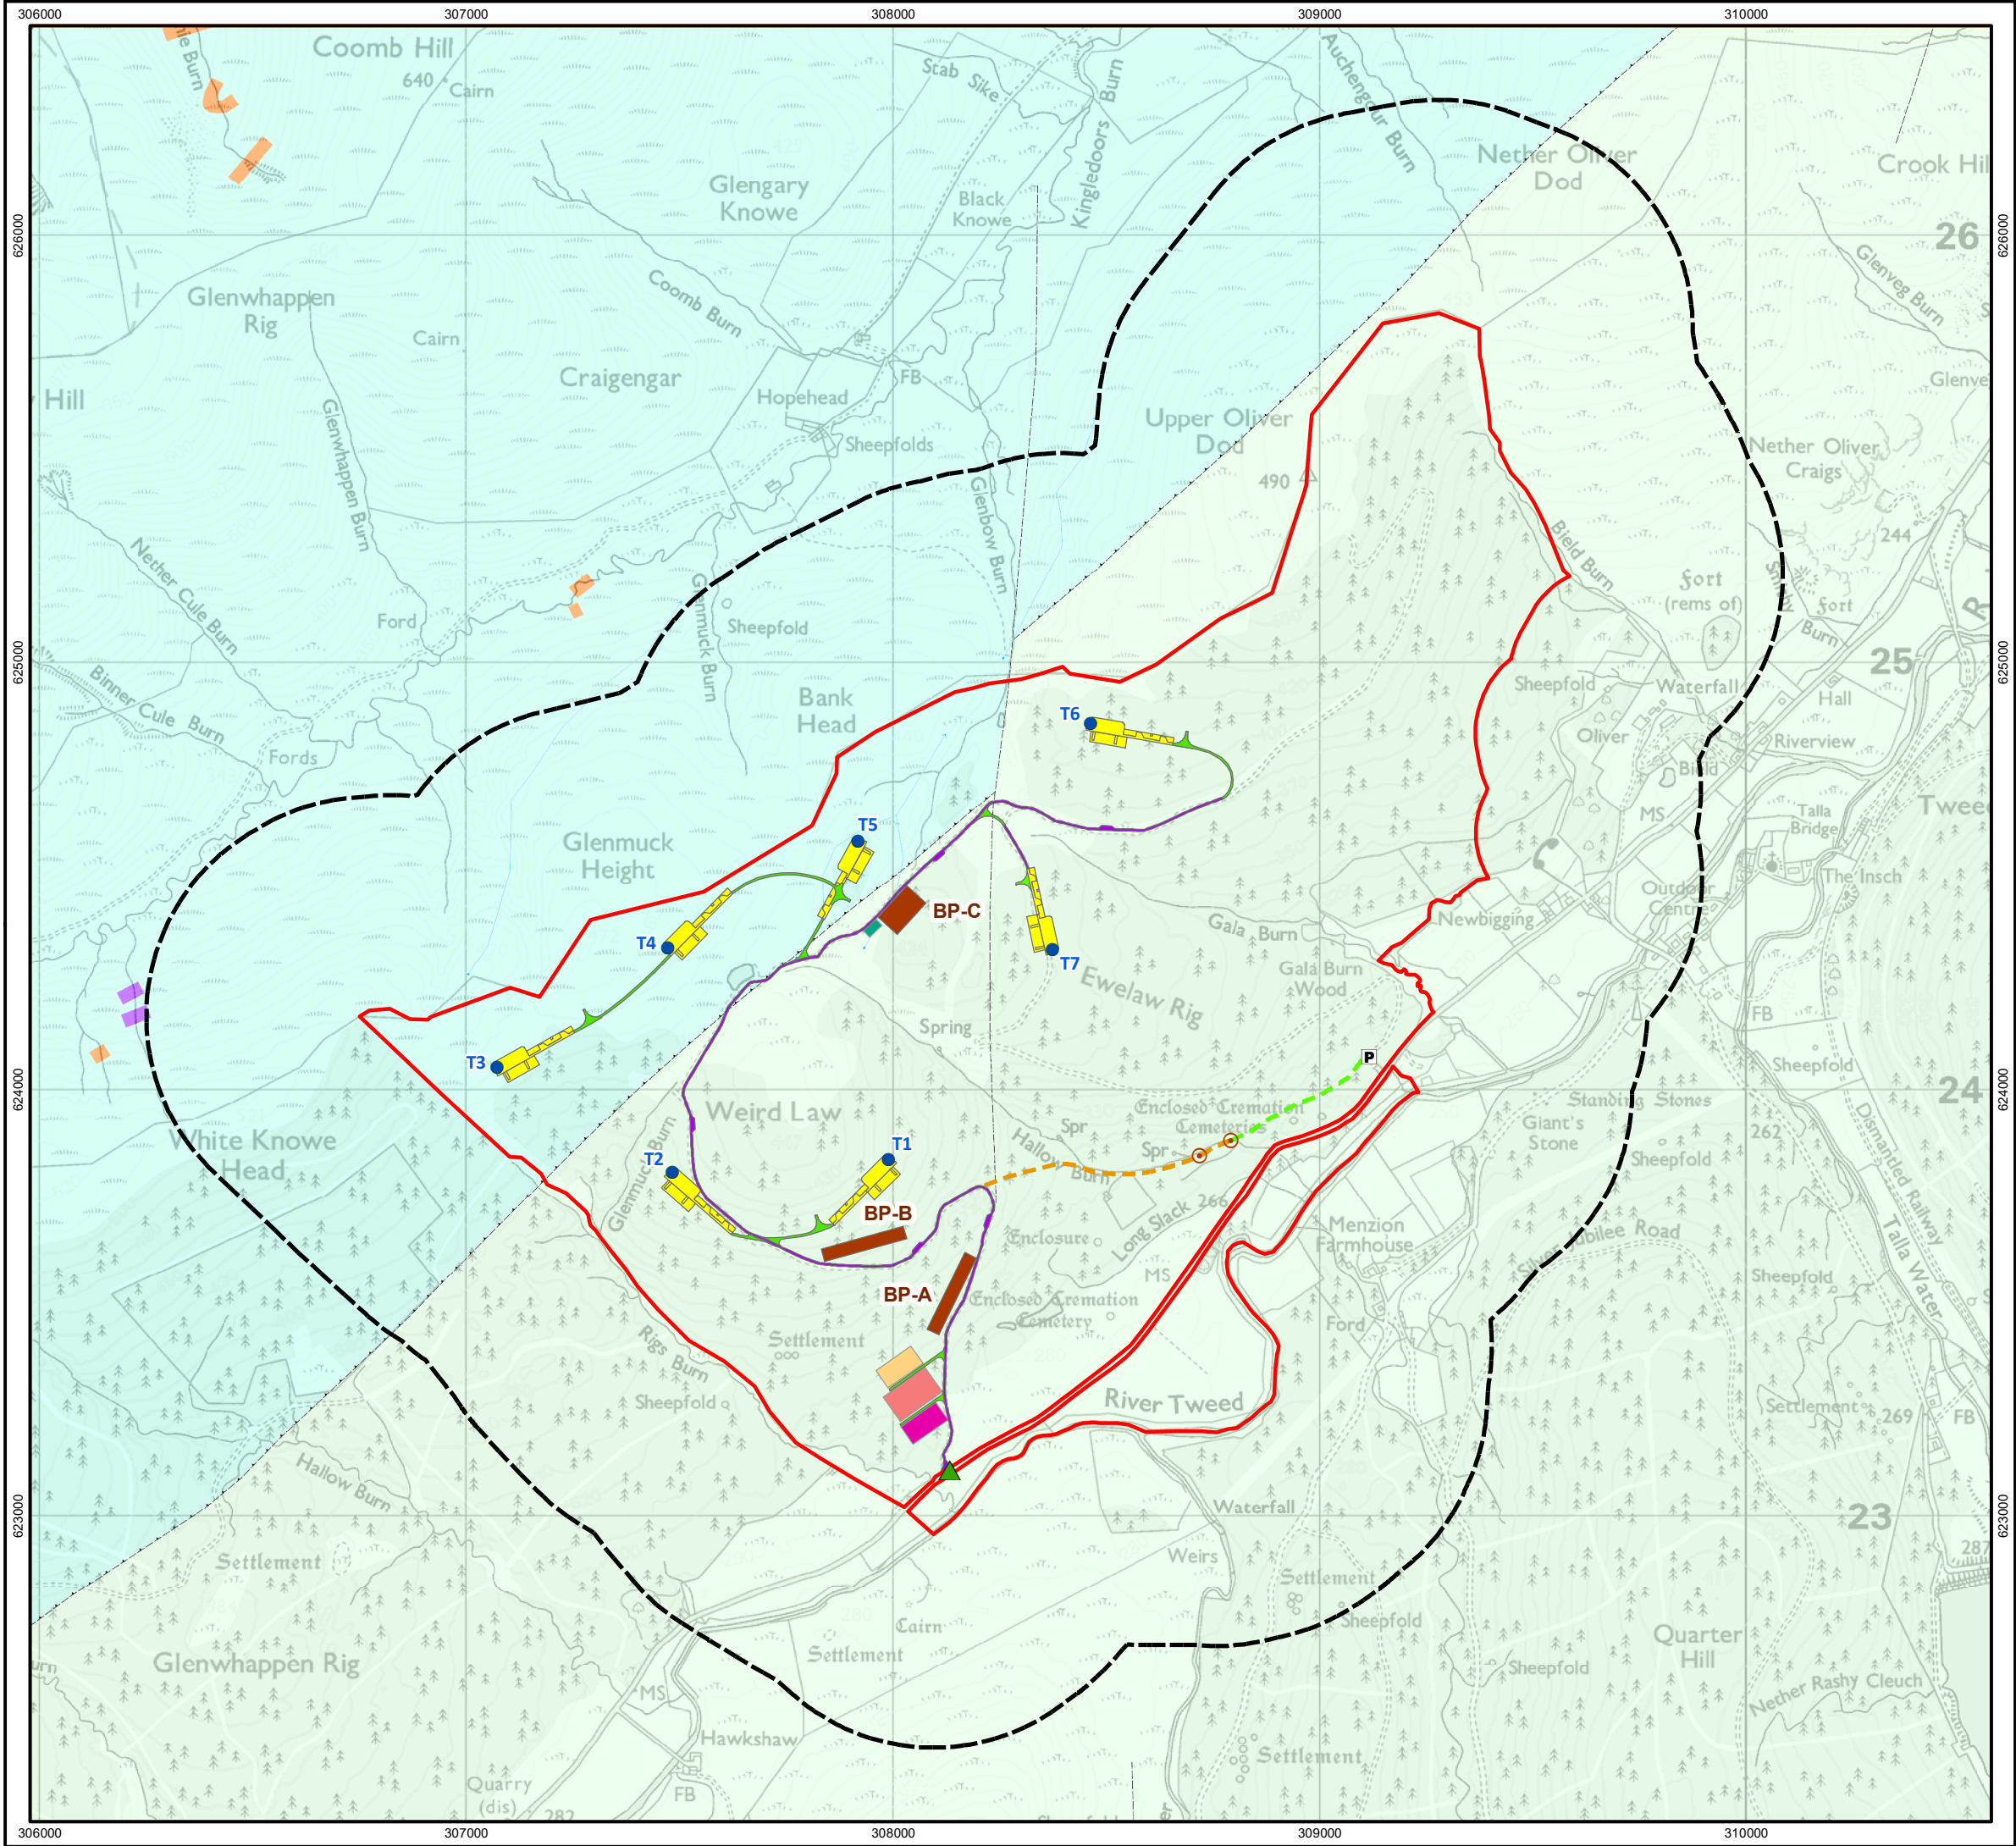 306000
307000
308000
309000
310000
Coomb Hill
640
Cairn
Stab Sike
Kingledoors Burn
Auchengour Burn
Nether Oliver
Dod
Crook Hil
Glengary
Knowe
Black
Knowe
626000
26
626000
Glenveg Burn
Glenwhappen
Rig
Coomb Burn
Cairn
453
Craigengar
FB
Glenve
Hill
Hopehead
Sheepfolds
Upper Oliver
Dod
490
Nether Oliver
Craigs
Glenwhappen Burn
Glenbow Burn
244
Nether Cule Burn
Bield Burn
Fort
(rems of)
Fort
Burn
R
Ford
Glenmuck Burn
Sheepfold
625000
25
625000
Binner Cule Burn
Bank
Head
Sheepfold
Waterfall
Hall
Fords
T6
Oliver
Riverview
Bield
Glenmuck
Height
T5
MS
Talla
Bridge
Tweed
T4
BP-C
T7
Outdoor
Centre
Newbigging
The Insch
Gala Burn
Ewelaw Rig
Gala Burn
Wood
Spring
FB
T3
P
Sheepfold
624000
24
624000
White Knowe
Head
Weird Law
Enclosed Cremation
Cemeteries
Standing Stones
Giant's
Stone
262
Spr
Spr
Hallow Burn
Glenmuck Burn
T2
T1
Sheepfold
Dismantled Railway
BP-B
Long Slack
266
Enclosure
Menzion
Farmhouse
Jubilee Road
Talla Water
MS
BP-A
Enclosed Cremation
Cemetery
Sheepfold
Ford
Rigs Burn
Settlement
Sheepfold
River Tweed
Settlement
269
FB
Hallow Burn
Waterfall
623000
23
623000
Settlement
Weirs
287
Settlement
Cairn
Sheepfold
Settlement
Glenwhappen Rig
Quarter
Hill
Sheepfold
MS
Nether Rashy Cleuch
Hawkshaw
Settlement
Quarry
(dis)
282
FB
306000
307000
308000
309000
310000